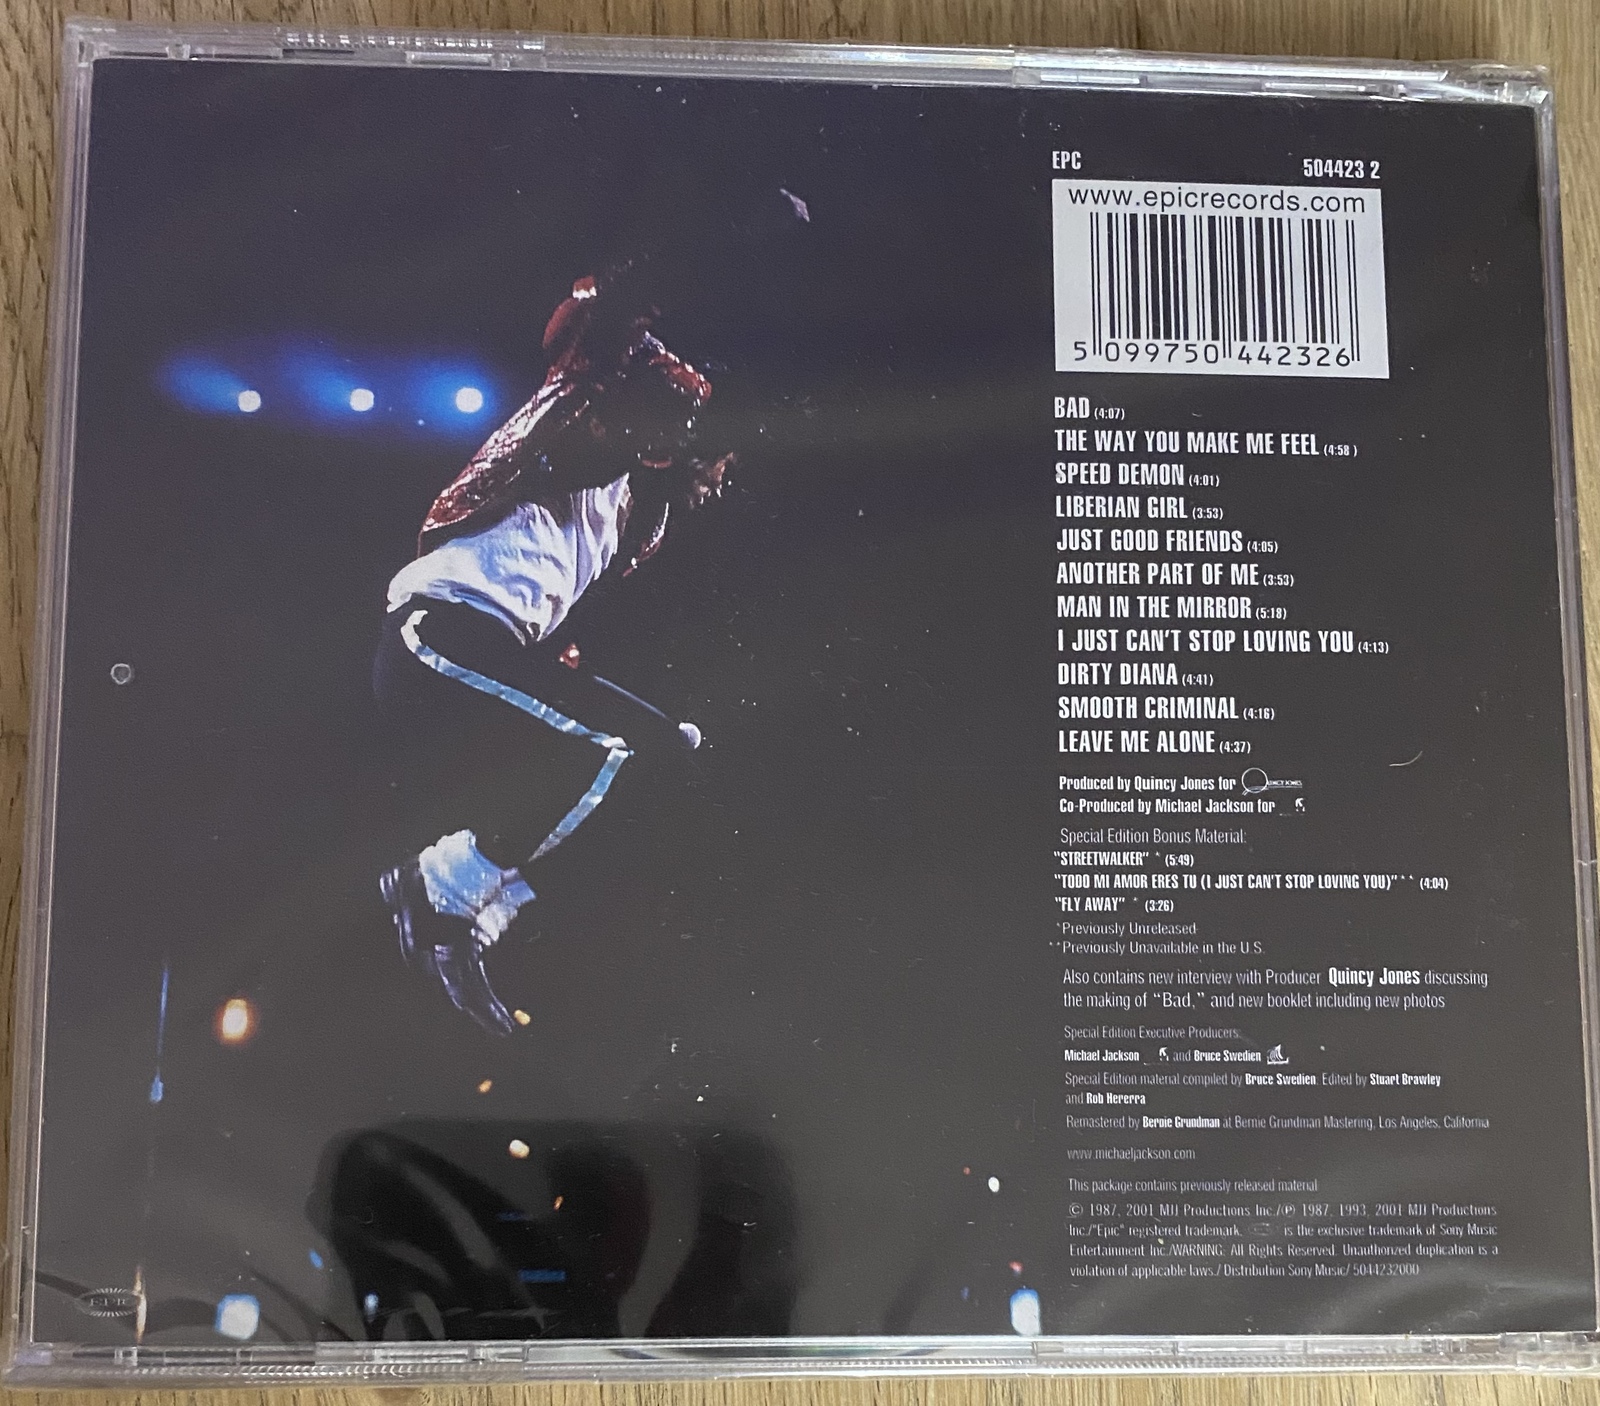 EPC 504423 2
www.epicrecords.com
5 099750 442326
BAD (4:07)
THE WAY YOU MAKE ME FEEL (4:58 )
SPEED DEMON (4:01)
LIBERIAN GIRL (3:53)
JUST GOOD FRIENDS (4:05)
ANOTHER PART OF ME (3:53)
MAN IN THE MIRROR (5:18)
I JUST CAN'T STOP LOVING YOU (4:13)
DIRTY DIANA (4:41)
SMOOTH CRIMINAL (4:16)
LEAVE ME ALONE (4:37)
Produced by Quincy Jones for
Co-Produced by Michael Jackson for
Special Edition Bonus Material:
"STREETWALKER" * (5:49)
"TODO MI AMOR ERES TU (I JUST CAN'T STOP LOVING YOU)" ** (4:04)
"FLY AWAY" * (3:26)
*Previously Unreleased
**Previously Unavailable in the U.S.
Also contains new interview with Producer Quincy Jones discussing
the making of "Bad," and new booklet including new photos
Special Edition Executive Producers:
Michael Jackson and Bruce Swedien
Special Edition material compiled by Bruce Swedien. Edited by Stuart Brawley
and Rob Hererra
Remastered by Bernie Grundman at Bernie Grundman Mastering, Los Angeles, California
www.michaeljackson.com
This package contains previously released material
© 1987, 2001 MJJ Productions Inc./℗ 1987, 1993, 2001 MJJ Productions
Inc./"Epic" registered trademark. is the exclusive trademark of Sony Music
Entertainment Inc./WARNING: All Rights Reserved. Unauthorized duplication is a
violation of applicable laws./ Distribution Sony Music/ 5044232000
EPIC